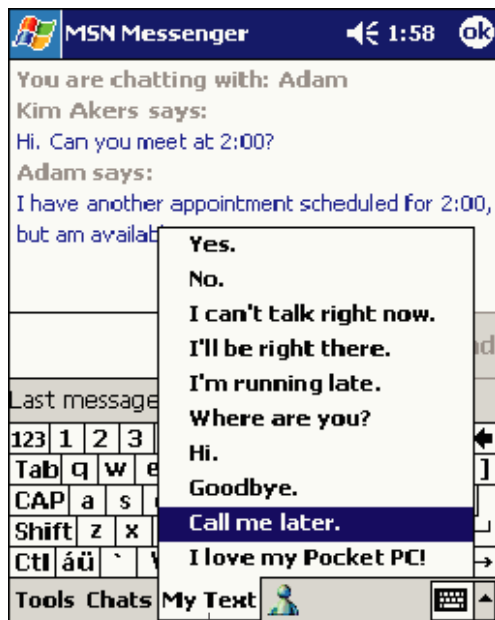 MSN Messenger 1:58 ok
You are chatting with: Adam
Kim Akers says:
Hi. Can you meet at 2:00?
Adam says:
I have another appointment scheduled for 2:00,
but am
Yes.
No.
I can't talk right now.
I'll be right there.
I'm running late.
Where are you?
Hi.
Goodbye.
Call me later.
I love my Pocket PC!
Last message
123 1 2 3
Tab q w e ]
CAP a s
Shift z x
Ctl áü `
Tools Chats My Text